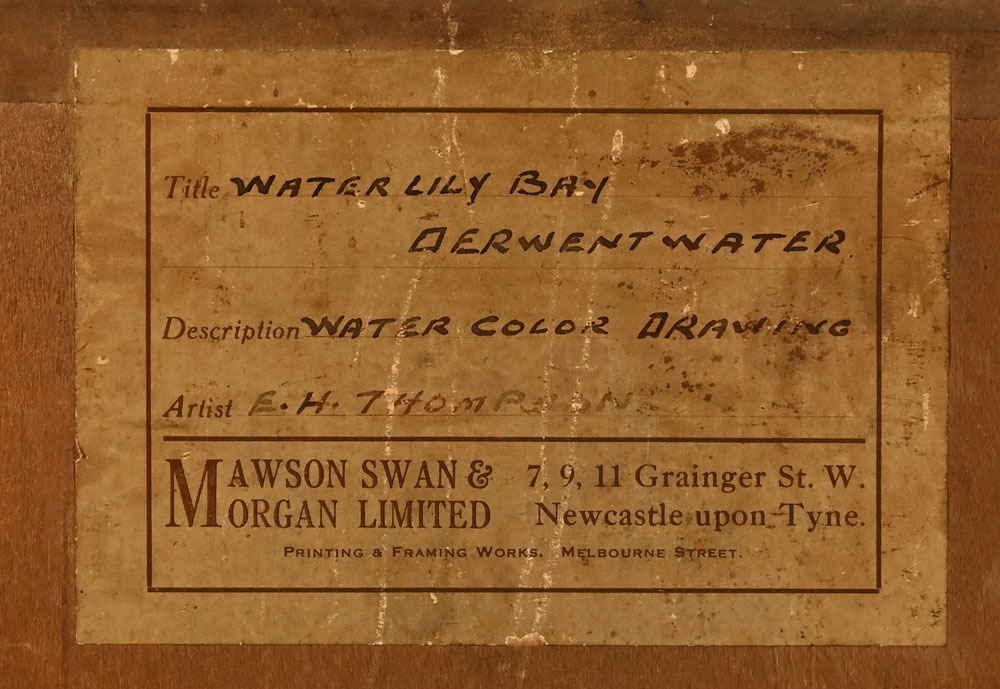 Title WATER LILY BAY
DERWENTWATER
Description WATER COLOR DRAWING
Artist E. H. THOMPSON
MAWSON SWAN &
MORGAN LIMITED
7, 9, 11 Grainger St. W.
Newcastle upon-Tyne.
PRINTING & FRAMING WORKS. MELBOURNE STREET.